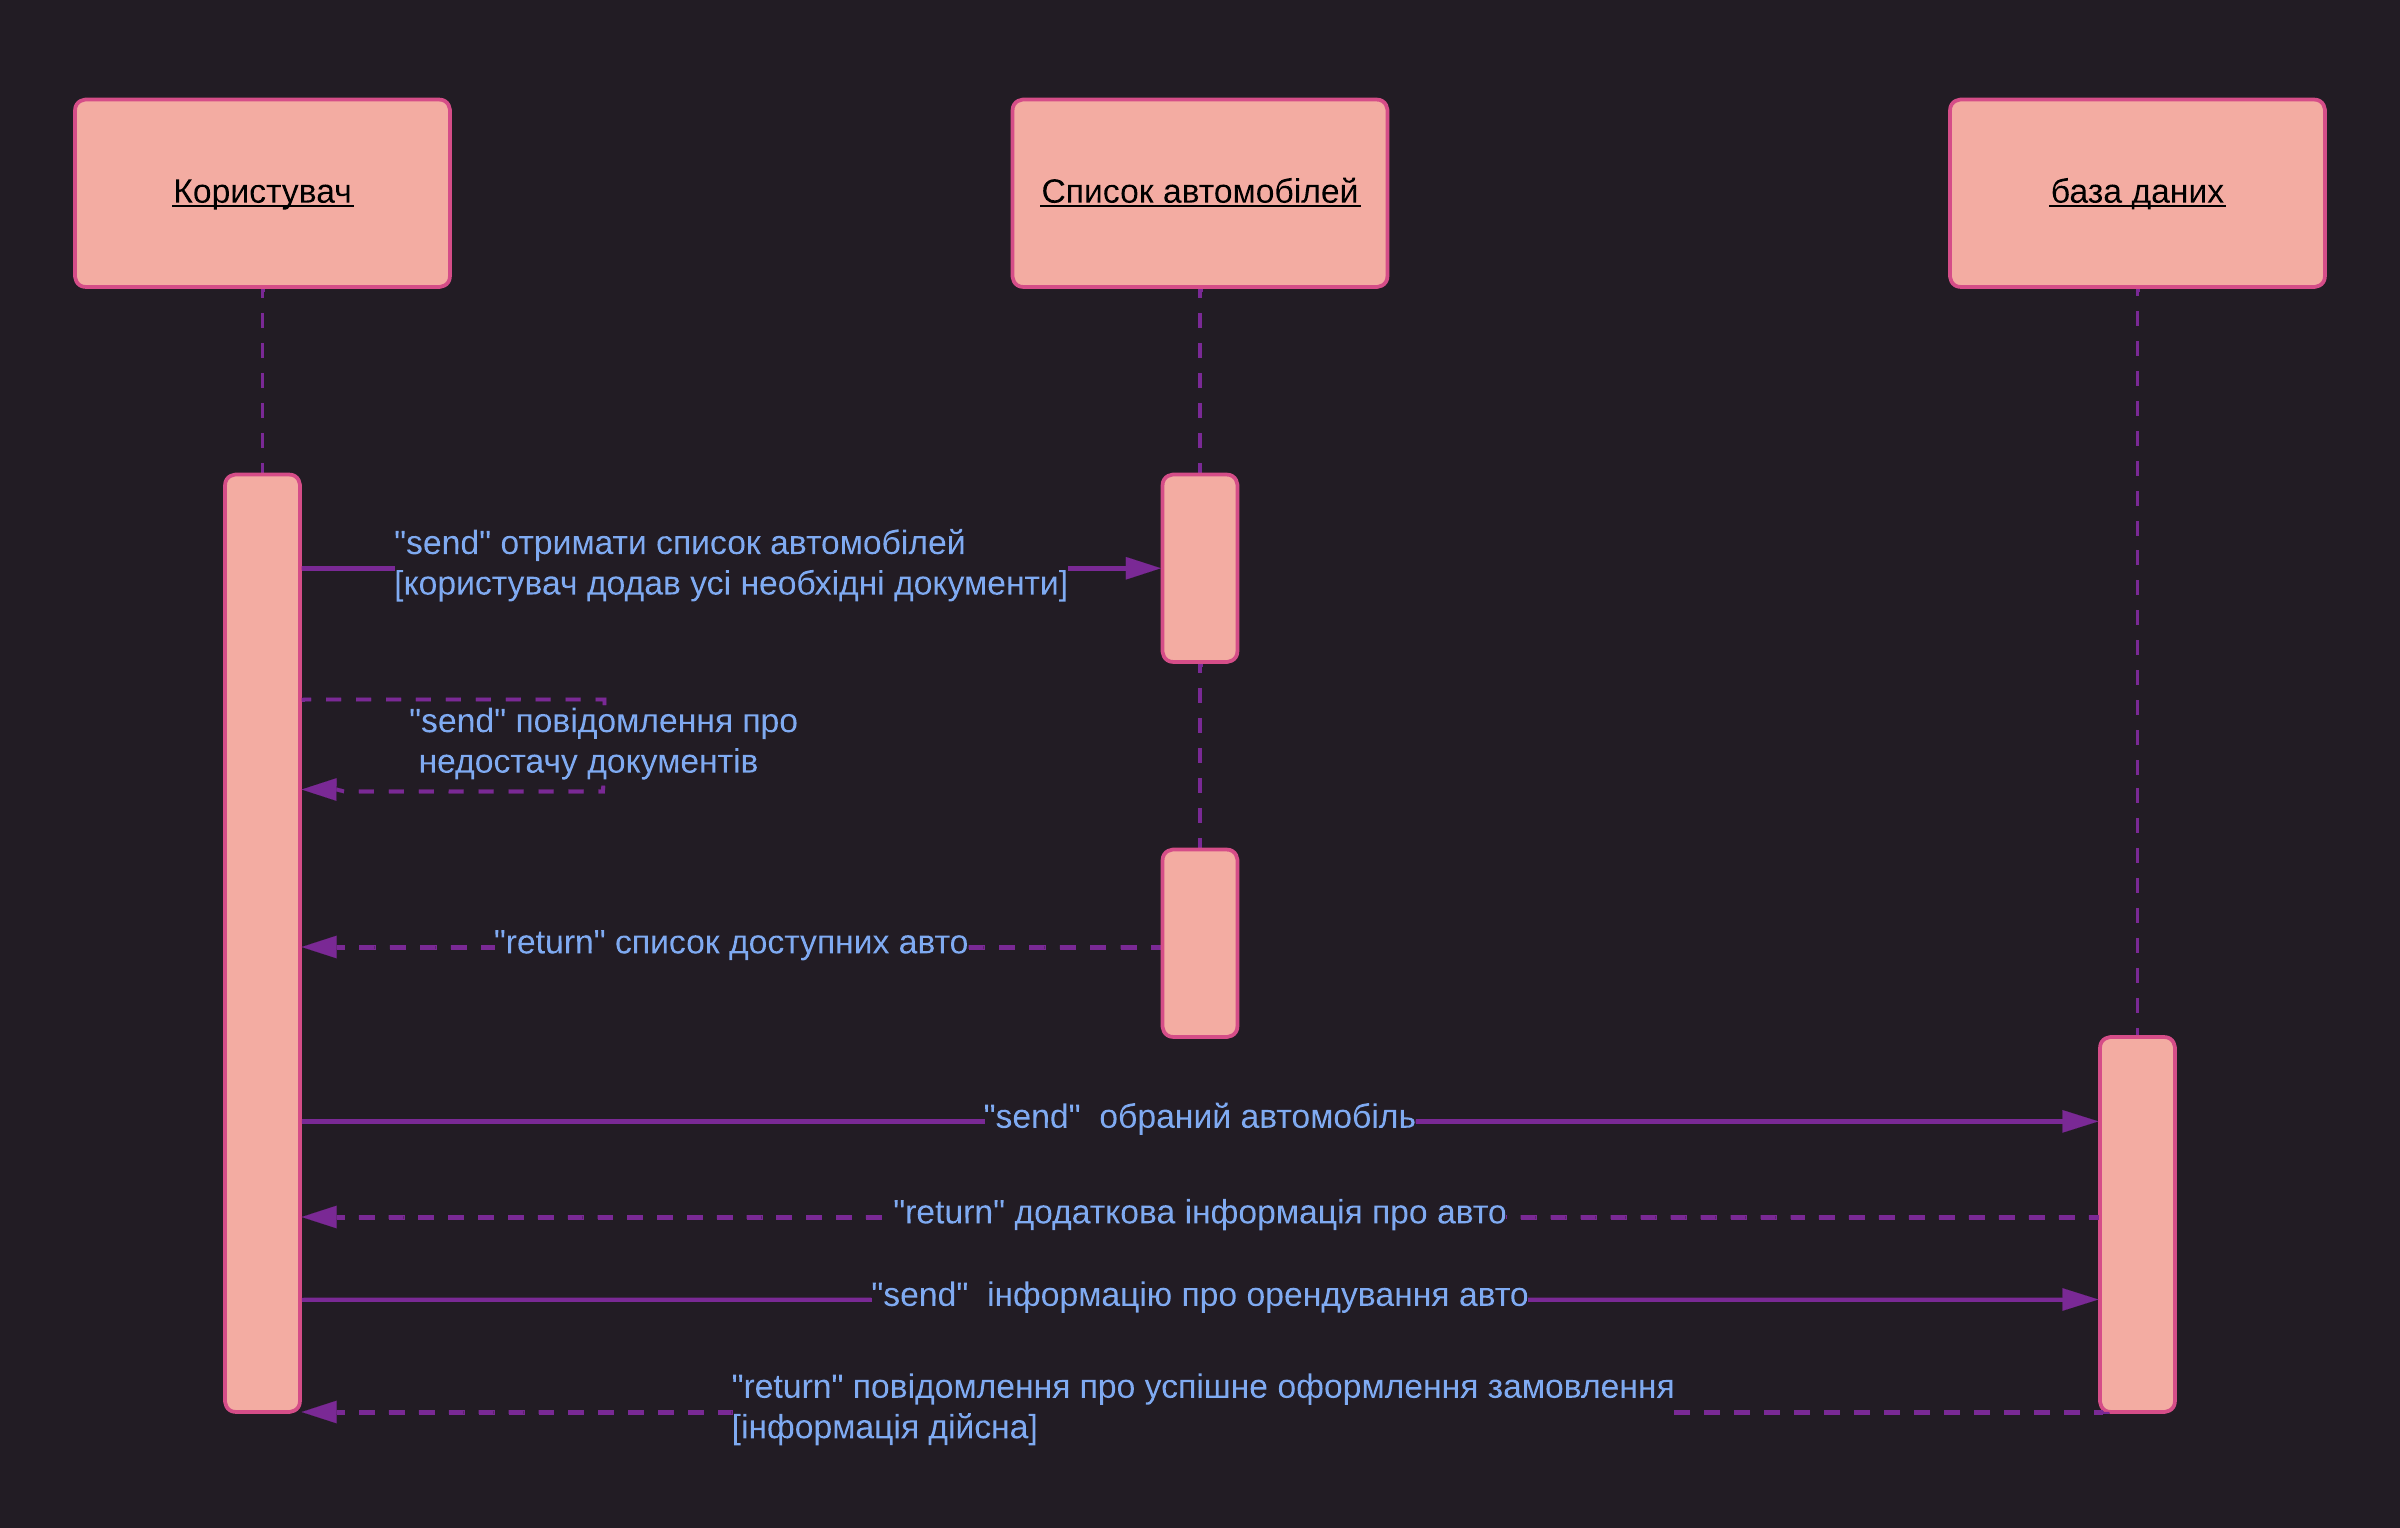 Користувач
Список автомобілей
база даних
"send" отримати список автомобілей
[користувач додав усі необхідні документи]
"send" повідомлення про
недостачу документів
"return" список доступних авто
"send"  обраний автомобіль
"return" додаткова інформація про авто
"send"  інформацію про орендування авто
"return" повідомлення про успішне оформлення замовлення
[інформація дійсна]